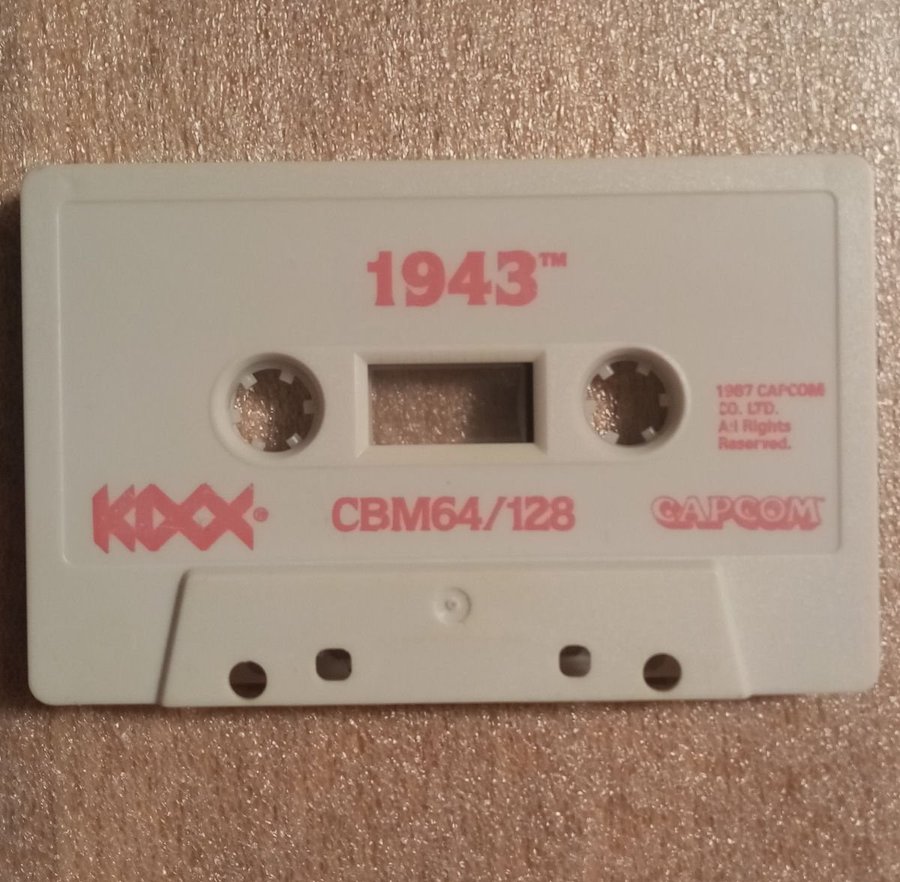 1943™
1987 CAPCOM
CO. LTD.
All Rights
Reserved.
KIXX
CBM64/128
CAPCOM